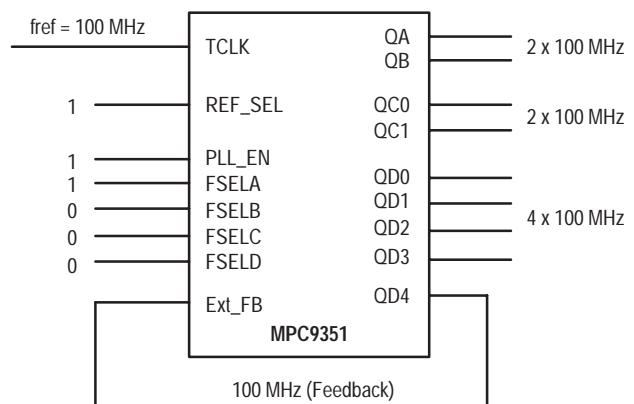 fref = 100 MHz
TCLK
QA
QB
2 x 100 MHz
1
REF_SEL
QC0
QC1
2 x 100 MHz
1
PLL_EN
1
FSELA
0
FSELB
0
FSELC
0
FSELD
QD0
QD1
QD2
QD3
4 x 100 MHz
Ext_FB
QD4
MPC9351
100 MHz (Feedback)